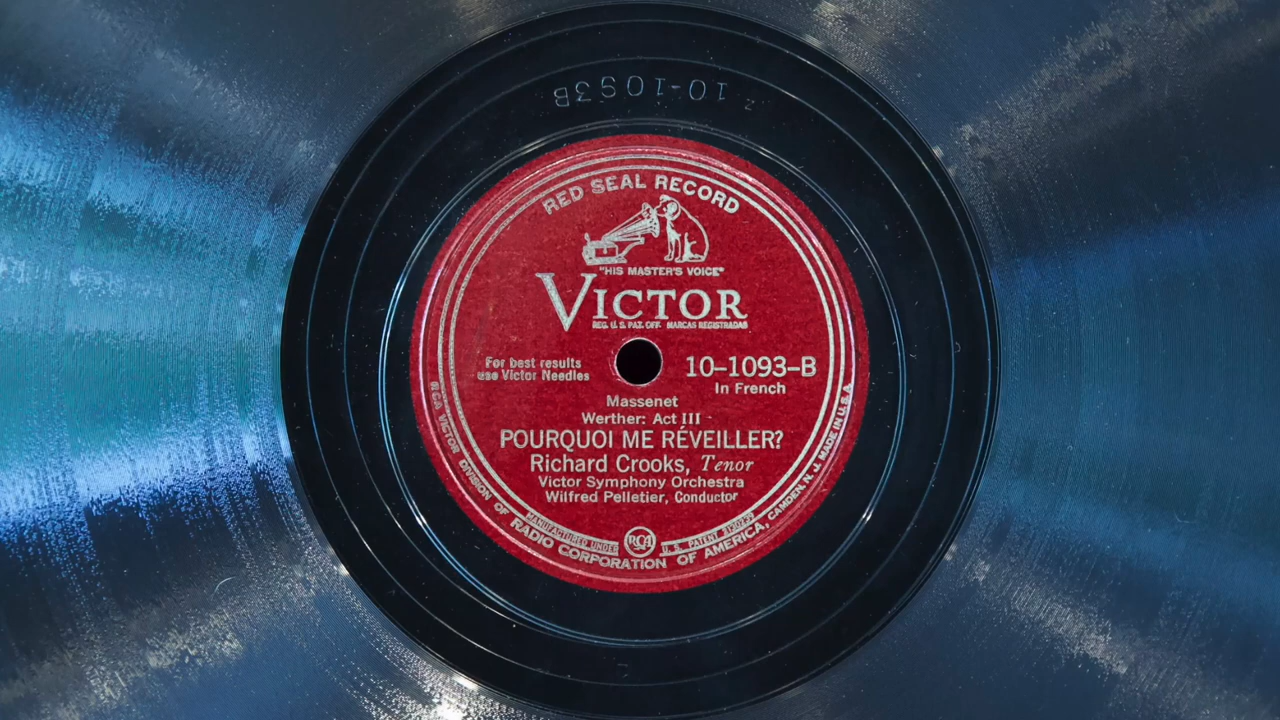 10-1093B
RED SEAL RECORD
"HIS MASTER'S VOICE"
VICTOR
REG. U.S. PAT. OFF. MARCAS REGISTRADAS
For best results
use Victor Needles
10-1093-B
In French
Massenet
Werther: Act III -
POURQUOI ME RÉVEILLER?
Richard Crooks, Tenor
Victor Symphony Orchestra
Wilfred Pelletier, Conductor
MANUFACTURED UNDER RCA U.S. PATENT
RCA VICTOR DIVISION OF RADIO CORPORATION OF AMERICA, CAMDEN, N. J. MADE IN U.S.A.